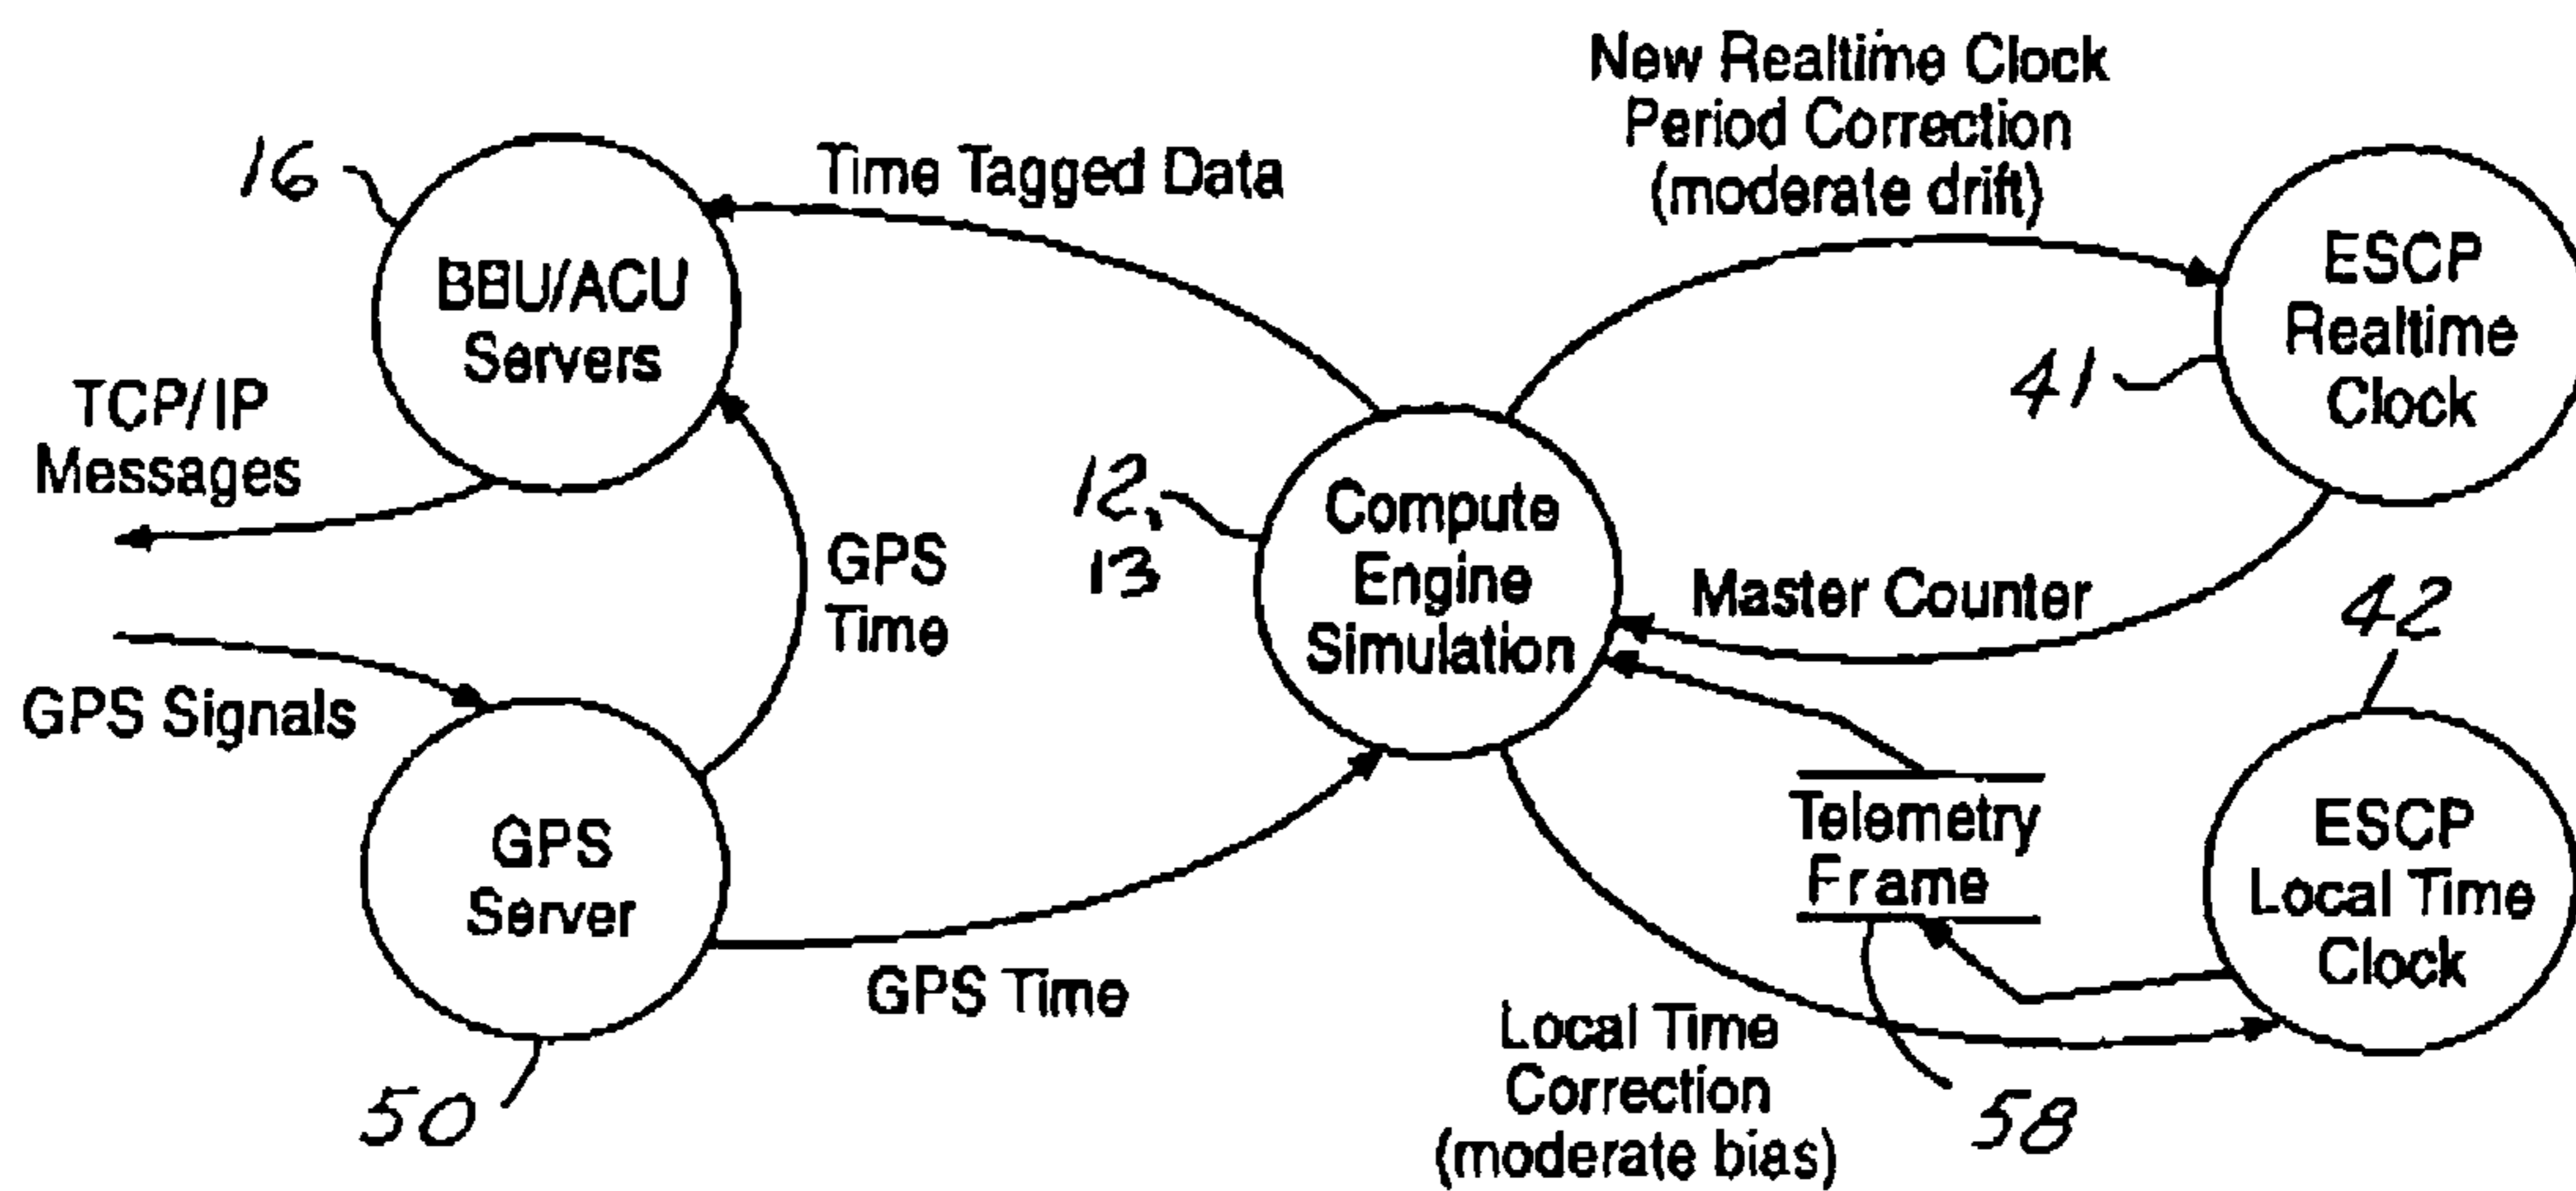 New Realtime Clock
Period Correction
(moderate drift)
16
Time Tagged Data
BBU/ACU
Servers
ESCP
Realtime
Clock
41
TCP/IP
Messages
12,
13
Compute
Engine
Simulation
GPS
Time
Master Counter
42
GPS Signals
Telemetry
Frame
ESCP
Local Time
Clock
GPS
Server
GPS Time
Local Time
Correction
(moderate bias)
50
58